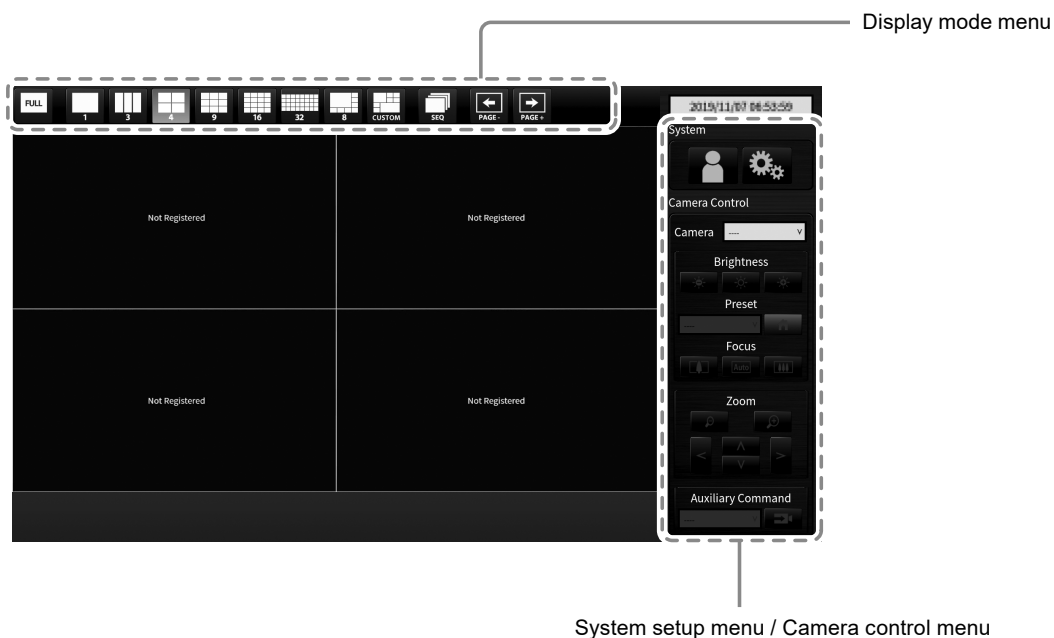 Display mode menu
FULL 1 3 4 9 16 32 8 CUSTOM SEQ PAGE - PAGE +
2019/11/07 06:53:59
System
Not Registered Not Registered
Camera Control
Camera ---- v
Brightness
Preset
---- v
Focus
Auto
Not Registered Not Registered
Zoom
< ^ >
v
Auxiliary Command
---- v
System setup menu / Camera control menu